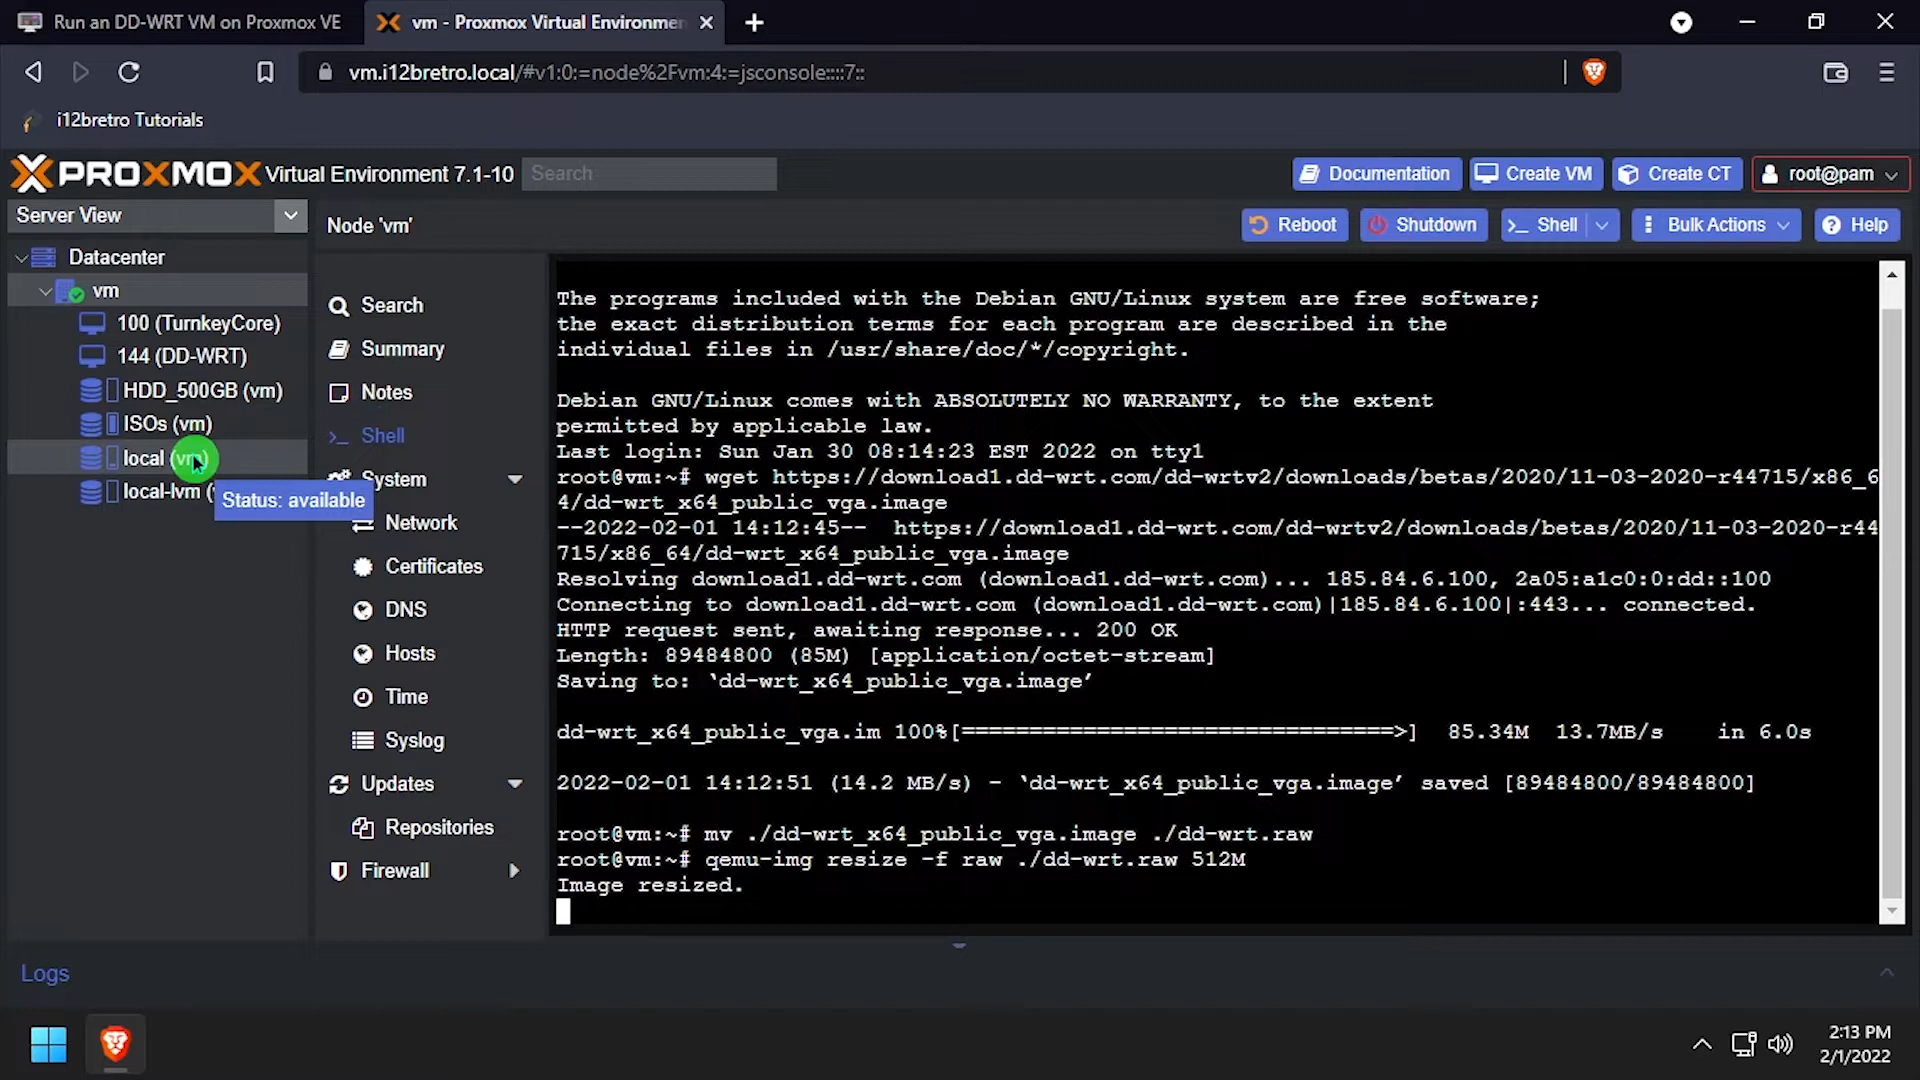 Run an DD-WRT VM on Proxmox VE
vm - Proxmox Virtual Environme
vm.i12bretro.local/#v1:0:=node%2Fvm:4:=jsconsole::::7::
i12bretro Tutorials
PROXMOX Virtual Environment 7.1-10
Search
Documentation
Create VM
Create CT
root@pam
Server View
Node 'vm'
Reboot
Shutdown
Shell
Bulk Actions
Help
Datacenter
vm
100 (TurnkeyCore)
144 (DD-WRT)
HDD_500GB (vm)
ISOs (vm)
local (vm)
local-lvm (
Status: available
Search
Summary
Notes
Shell
System
Network
Certificates
DNS
Hosts
Time
Syslog
Updates
Repositories
Firewall
The programs included with the Debian GNU/Linux system are free software;
the exact distribution terms for each program are described in the
individual files in /usr/share/doc/*/copyright.
Debian GNU/Linux comes with ABSOLUTELY NO WARRANTY, to the extent
permitted by applicable law.
Last login: Sun Jan 30 08:14:23 EST 2022 on tty1
root@vm:~# wget https://download1.dd-wrt.com/dd-wrtv2/downloads/betas/2020/11-03-2020-r44715/x86_6
4/dd-wrt_x64_public_vga.image
--2022-02-01 14:12:45--  https://download1.dd-wrt.com/dd-wrtv2/downloads/betas/2020/11-03-2020-r44
715/x86_64/dd-wrt_x64_public_vga.image
Resolving download1.dd-wrt.com (download1.dd-wrt.com)... 185.84.6.100, 2a05:a1c0:0:dd::100
Connecting to download1.dd-wrt.com (download1.dd-wrt.com)|185.84.6.100|:443... connected.
HTTP request sent, awaiting response... 200 OK
Length: 89484800 (85M) [application/octet-stream]
Saving to: ‘dd-wrt_x64_public_vga.image’
dd-wrt_x64_public_vga.im 100%[================================>]  85.34M  13.7MB/s    in 6.0s
2022-02-01 14:12:51 (14.2 MB/s) - ‘dd-wrt_x64_public_vga.image’ saved [89484800/89484800]
root@vm:~# mv ./dd-wrt_x64_public_vga.image ./dd-wrt.raw
root@vm:~# qemu-img resize -f raw ./dd-wrt.raw 512M
Image resized.
Logs
2:13 PM
2/1/2022